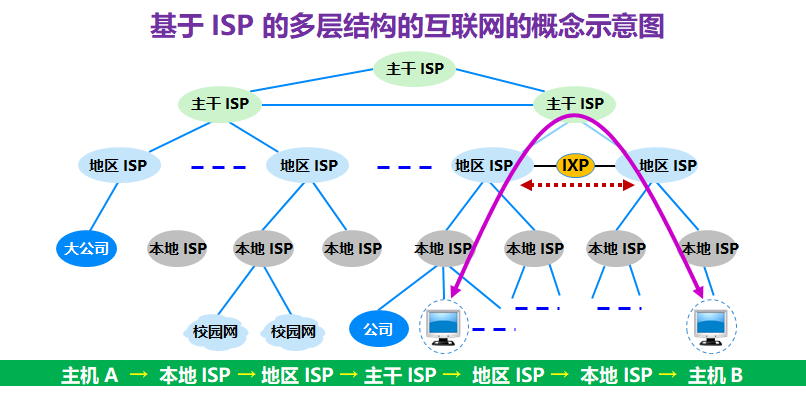 基于 ISP 的多层结构的互联网的概念示意图
主干 ISP
主干 ISP
主干 ISP
地区 ISP
地区 ISP
地区 ISP
IXP
地区 ISP
大公司
本地 ISP
本地 ISP
本地 ISP
本地 ISP
本地 ISP
本地 ISP
本地 ISP
校园网
校园网
公司
主机 A → 本地 ISP → 地区 ISP → 主干 ISP → 地区 ISP → 本地 ISP → 主机 B